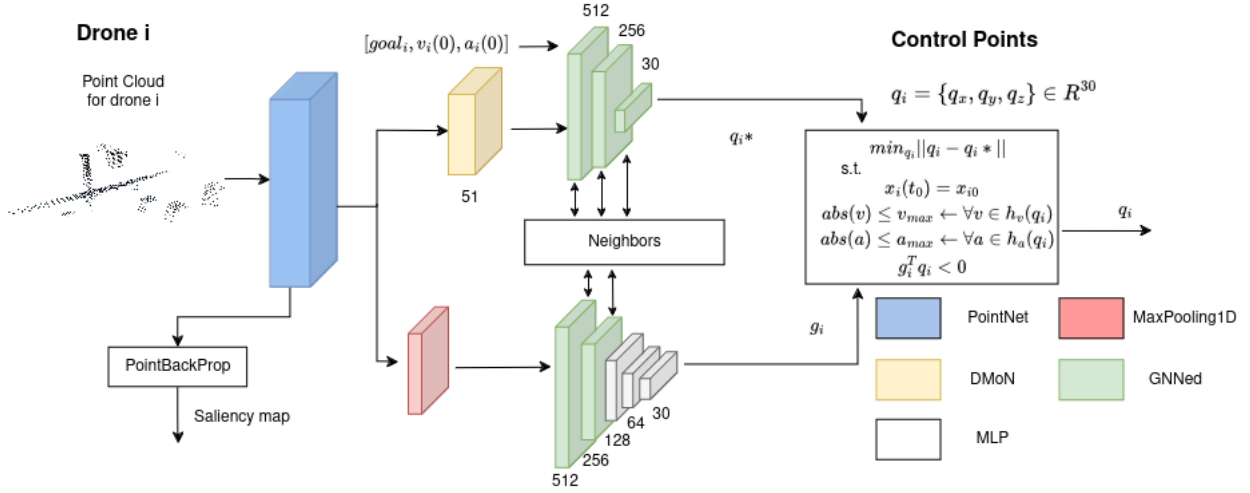 Drone i
Point Cloud
for drone i
[goal_i, v_i(0), a_i(0)]
512
256
30
51
Neighbors
q_i*
Control Points
q_i = {q_x, q_y, q_z} ∈ R^30
min_{q_i}||q_i − q_i*||
s.t.
x_i(t_0) = x_{i0}
abs(v) ≤ v_max ← ∀v ∈ h_v(q_i)
abs(a) ≤ a_max ← ∀a ∈ h_a(q_i)
g_i^T q_i < 0
q_i
g_i
PointBackProp
Saliency map
512
256
128
64
30
PointNet
MaxPooling1D
DMoN
GNNed
MLP